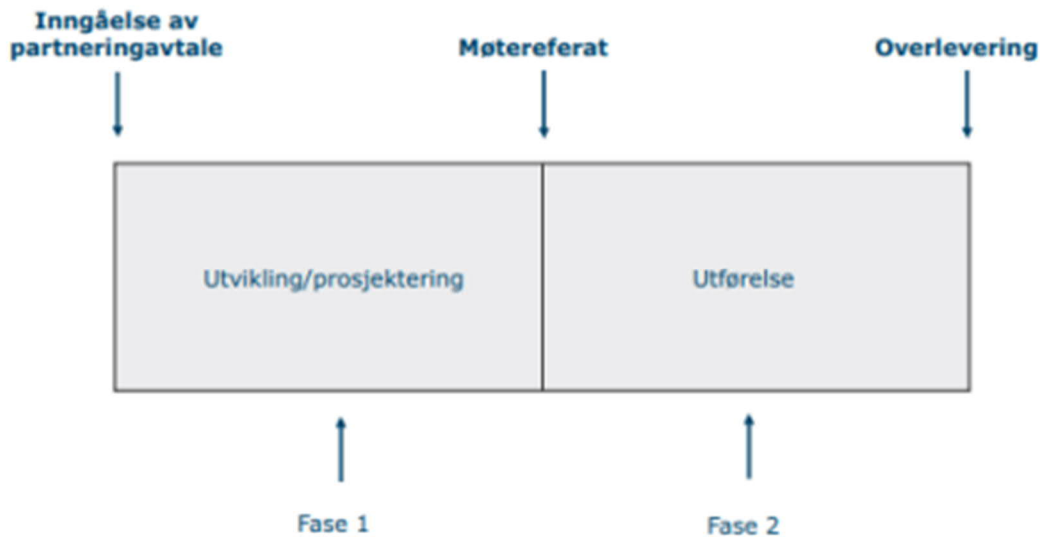 Inngåelse av
partneringavtale
Møtereferat
Overlevering
Utvikling/prosjektering
Utførelse
Fase 1
Fase 2